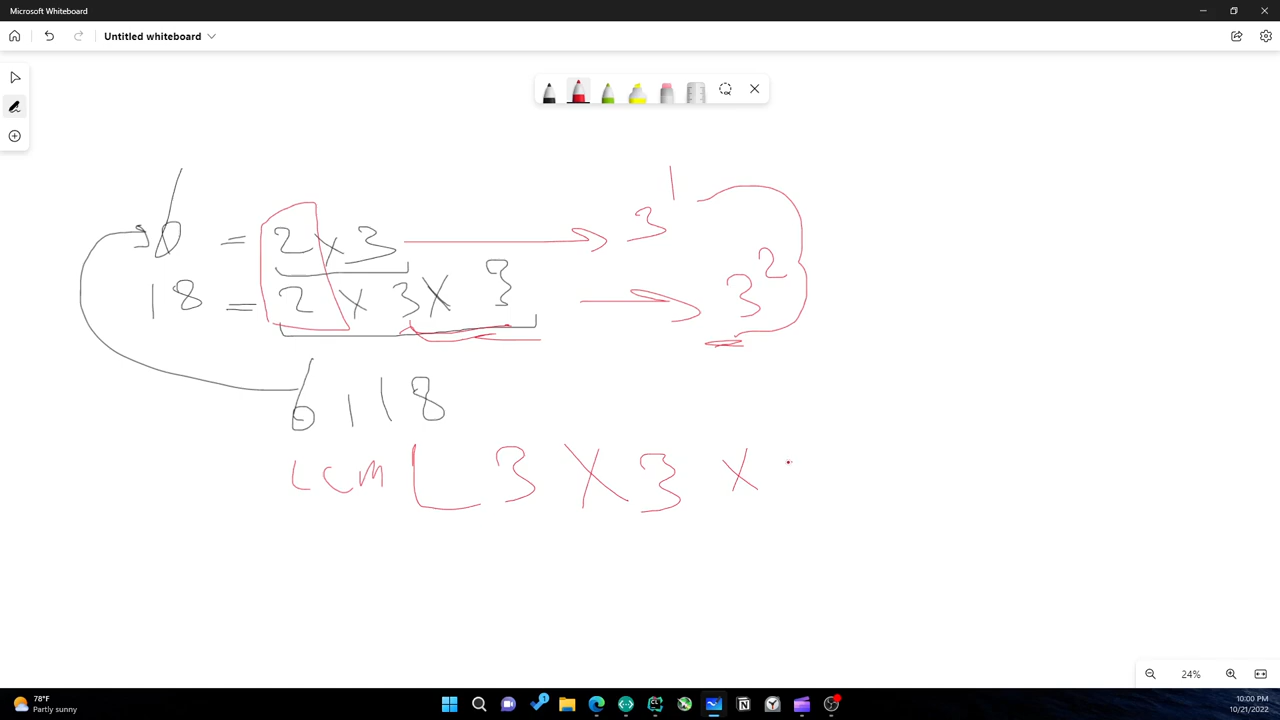 Microsoft Whiteboard
Untitled whiteboard
6 = 2 x 3 3¹
18 = 2 x 3 x 3 3²
6, 18
LCM 3 x 3 x
24%
78°F
Partly sunny
1
10:00 PM
10/21/2022